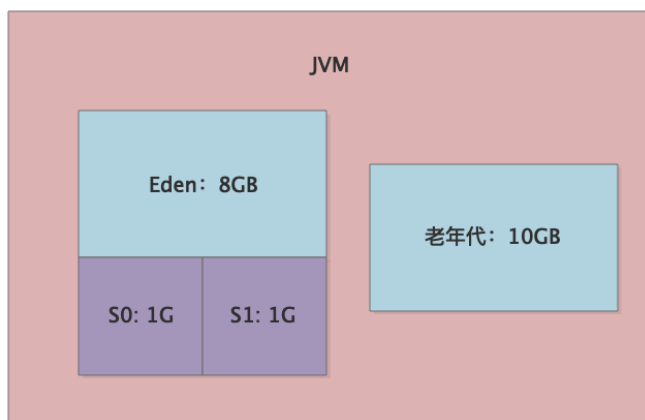 JVM
Eden：8GB
老年代：10GB
S0: 1G
S1: 1G